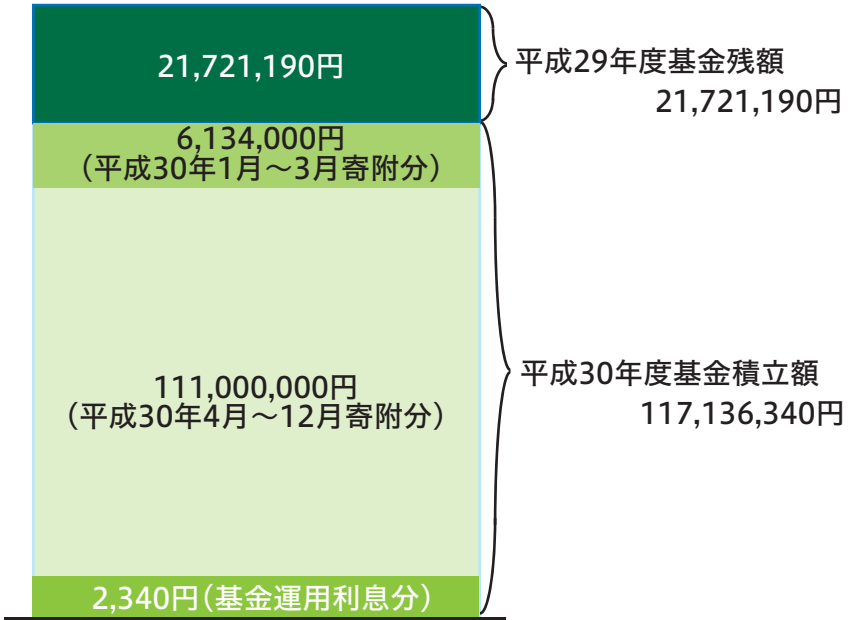 21,721,190円
平成29年度基金残額
21,721,190円
6,134,000円
（平成30年1月～3月寄附分）
111,000,000円
（平成30年4月～12月寄附分）
平成30年度基金積立額
117,136,340円
2,340円（基金運用利息分）